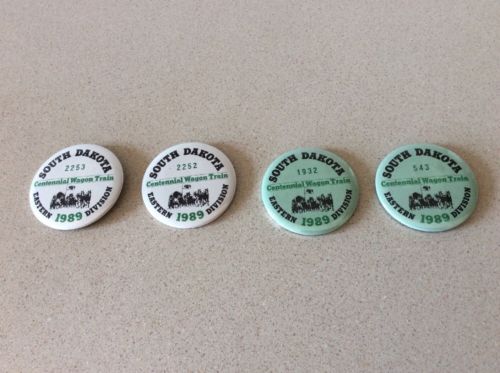 SOUTH DAKOTA
2253
Centennial Wagon Train
EASTERN 1989 DIVISION
SOUTH DAKOTA
2252
Centennial Wagon Train
EASTERN 1989 DIVISION
SOUTH DAKOTA
1932
Centennial Wagon Train
EASTERN 1989 DIVISION
SOUTH DAKOTA
543
Centennial Wagon Train
EASTERN 1989 DIVISION